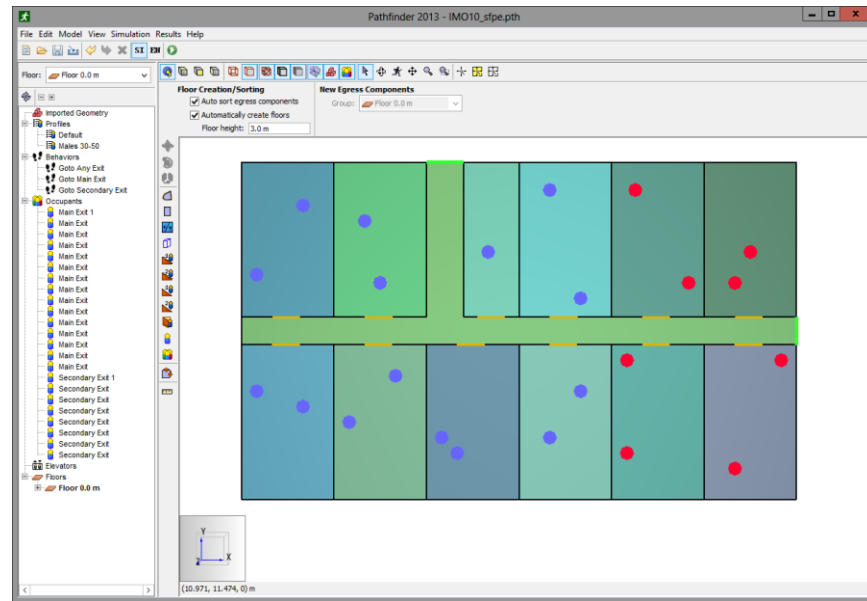 Pathfinder 2013 - IMO10_sfpe.pth
File Edit Model View Simulation Results Help
SI EN
Floor: Floor 0.0 m
Floor Creation/Sorting
New Egress Components
Auto sort egress components
Group: Floor 0.0 m
Automatically create floors
Floor height: 3.0 m
Imported Geometry
Profiles
Default
Males 30-50
Behaviors
Goto Any Exit
Goto Main Exit
Goto Secondary Exit
Occupants
Main Exit 1
Main Exit
Main Exit
Main Exit
Main Exit
Main Exit
Main Exit
Main Exit
Main Exit
Main Exit
Main Exit
Main Exit
Main Exit
Main Exit
Main Exit
Secondary Exit 1
Secondary Exit
Secondary Exit
Secondary Exit
Secondary Exit
Secondary Exit
Secondary Exit
Secondary Exit
Elevators
Floors
Floor 0.0 m
Y
Z
X
(10.971, 11.474, 0) m